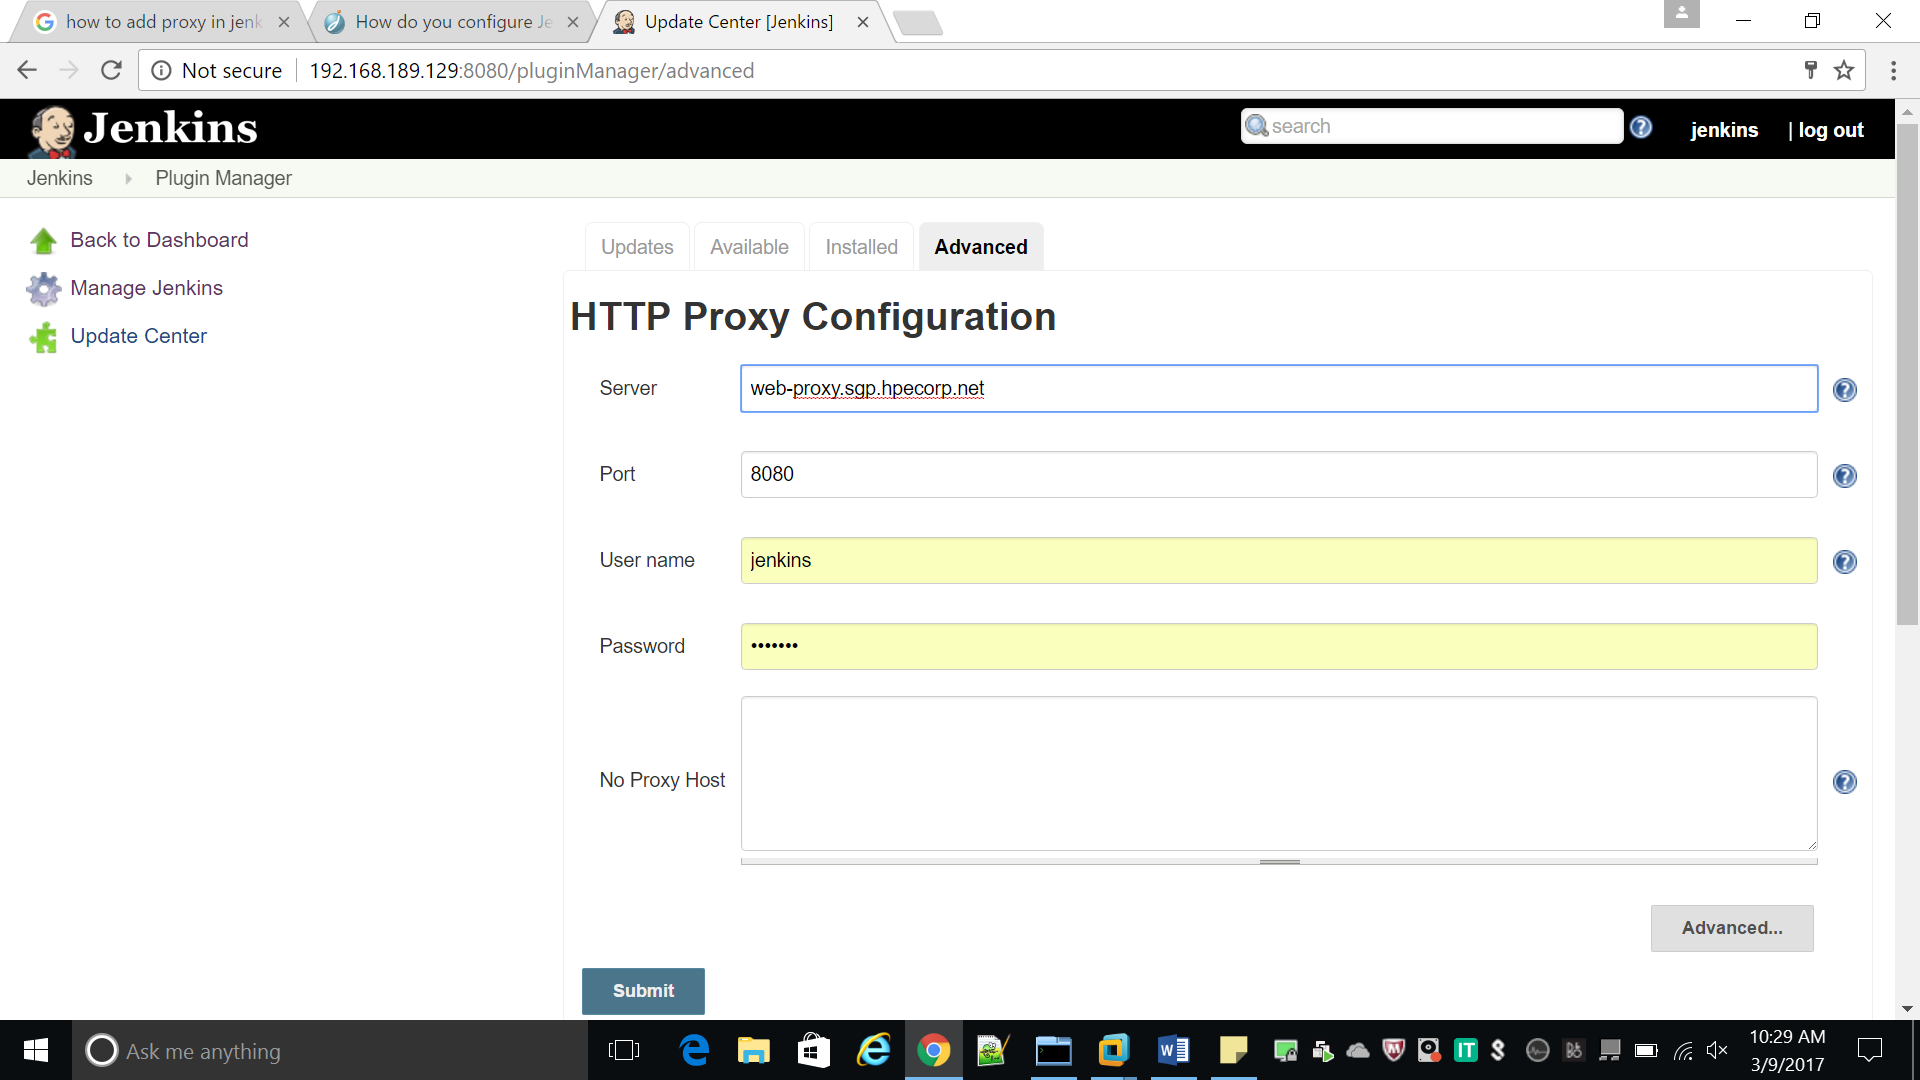 how to add proxy in jenk
How do you configure Je
Update Center [Jenkins]
Not secure
192.168.189.129:8080/pluginManager/advanced
Jenkins
search
jenkins
| log out
Jenkins
Plugin Manager
Back to Dashboard
Manage Jenkins
Update Center
Updates
Available
Installed
Advanced
HTTP Proxy Configuration
Server
web-proxy.sgp.hpecorp.net
Port
8080
User name
jenkins
Password
•••••••
No Proxy Host
Advanced...
Submit
Ask me anything
IT
10:29 AM
3/9/2017